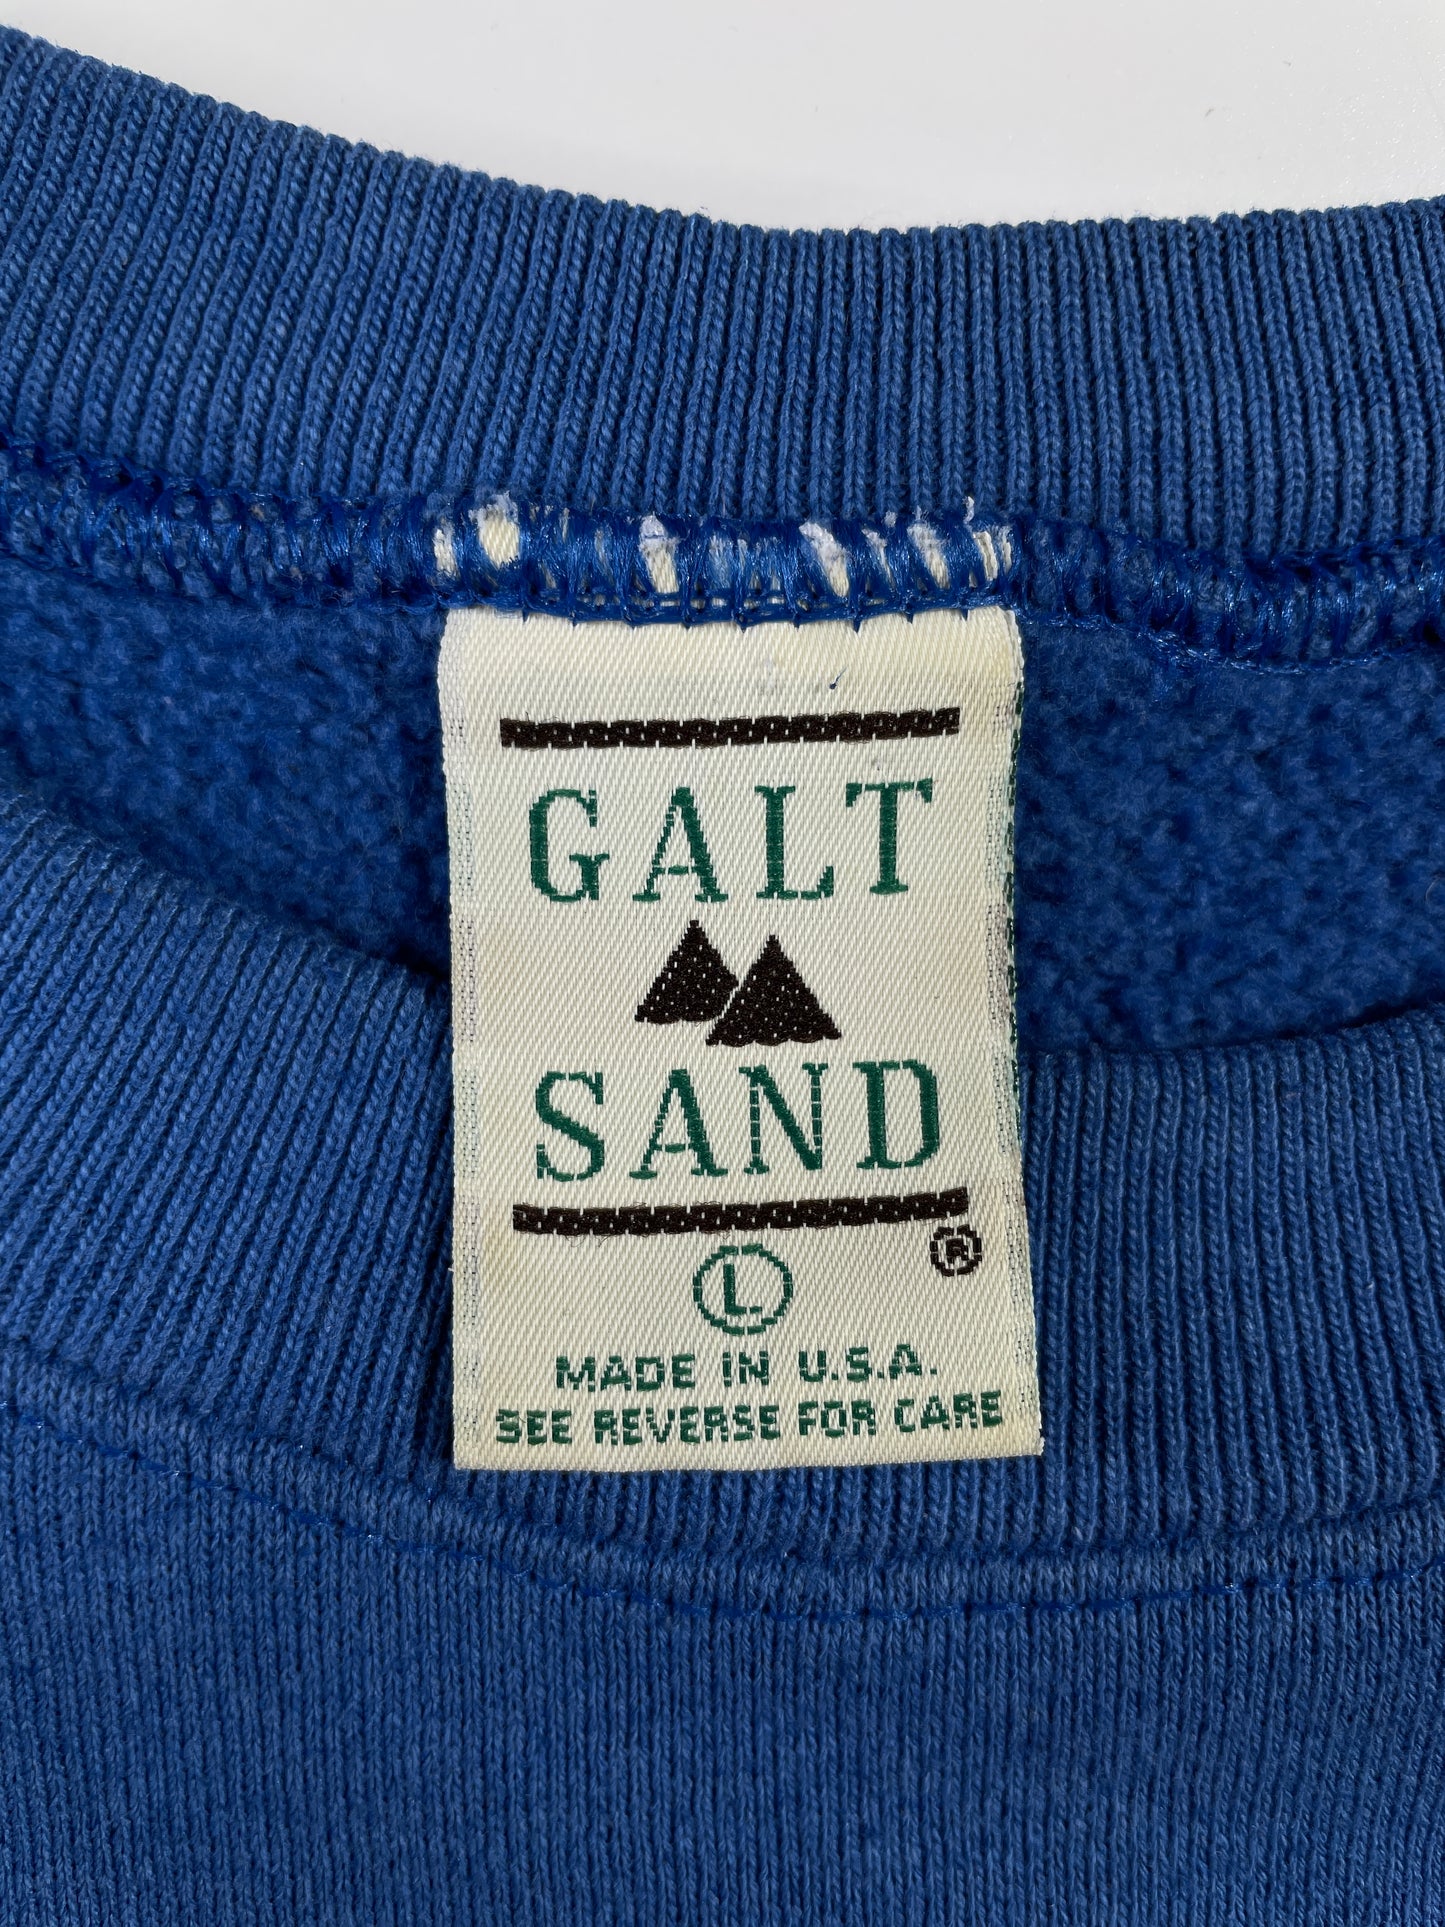 GALT
SAND
®
L
MADE IN U.S.A.
SEE REVERSE FOR CARE